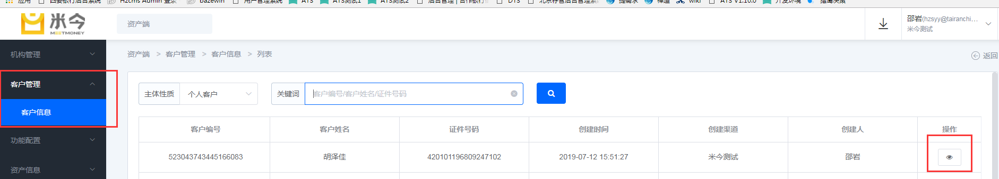 应用 四要银行后台系统 Hzcms Admin 登录 bazewin 用户管理系统 ATS ATS测试1 ATS测试2 后台管理 | 合作银行 DTS 北京存管后台管理系 提需求 禅道 wiki ATS V1.10.0 开发环境 猎鹰决策
米今
MEETMONEY
资产端
邵岩(hzsyy@tairanchi...
米今测试
机构管理
客户管理
客户信息
功能配置
资产信息
资产端 > 客户管理 > 客户信息 > 列表
返回
主体性质 个人客户 关键词 客户编号/客户姓名/证件号码
客户编号 客户姓名 证件号码 创建时间 创建渠道 创建人 操作
523043743445166083 胡泽佳 420101196809247102 2019-07-12 15:51:27 米今测试 邵岩